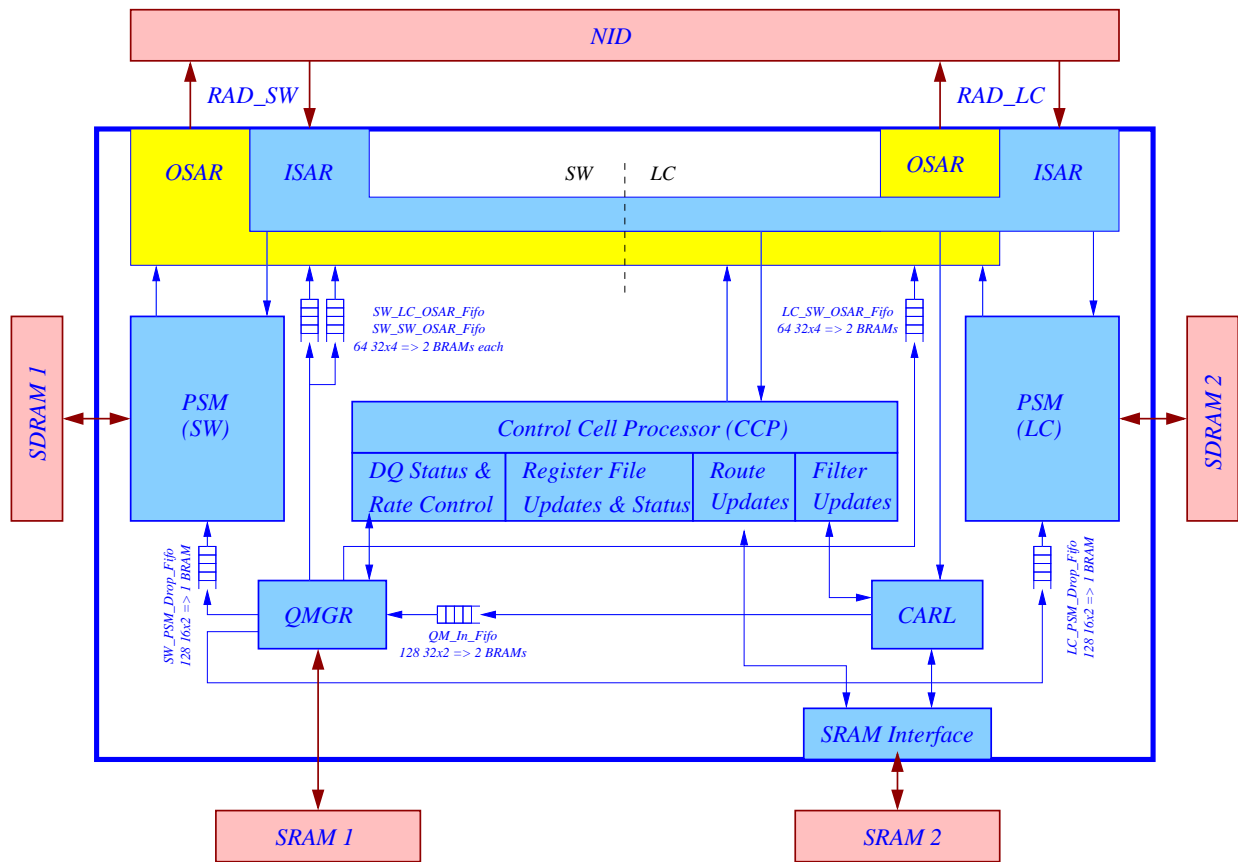 NID
RAD_SW
RAD_LC
OSAR
ISAR
SW
LC
OSAR
ISAR
SW_LC_OSAR_Fifo
SW_SW_OSAR_Fifo
64 32x4 => 2 BRAMs each
LC_SW_OSAR_Fifo
64 32x4 => 2 BRAMs
SDRAM 1
PSM
(SW)
PSM
(LC)
SDRAM 2
Control Cell Processor (CCP)
DQ Status &
Rate Control
Register File
Updates & Status
Route
Updates
Filter
Updates
SW_PSM_Drop_Fifo
128 16x2 => 1 BRAM
QMGR
QM_In_Fifo
128 32x2 => 2 BRAMs
CARL
LC_PSM_Drop_Fifo
128 16x2 => 1 BRAM
SRAM Interface
SRAM 1
SRAM 2